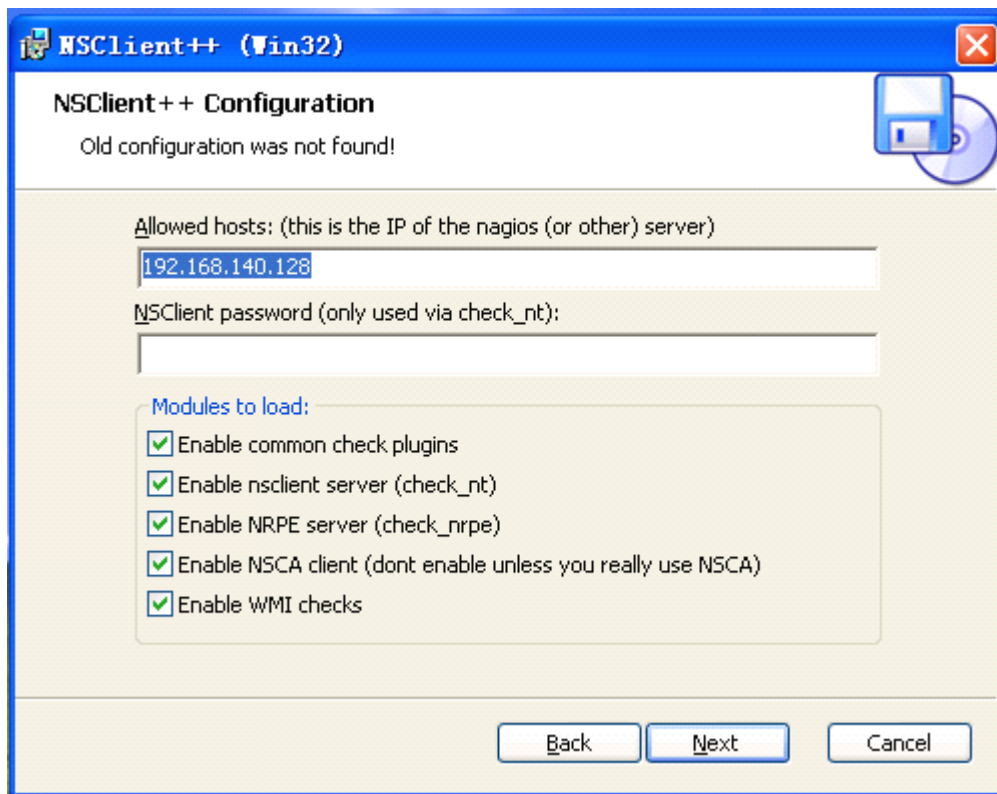 NSClient++ (Win32)
NSClient++ Configuration
Old configuration was not found!
Allowed hosts: (this is the IP of the nagios (or other) server)
192.168.140.128
NSClient password (only used via check_nt):
Modules to load:
Enable common check plugins
Enable nsclient server (check_nt)
Enable NRPE server (check_nrpe)
Enable NSCA client (dont enable unless you really use NSCA)
Enable WMI checks
Back
Next
Cancel